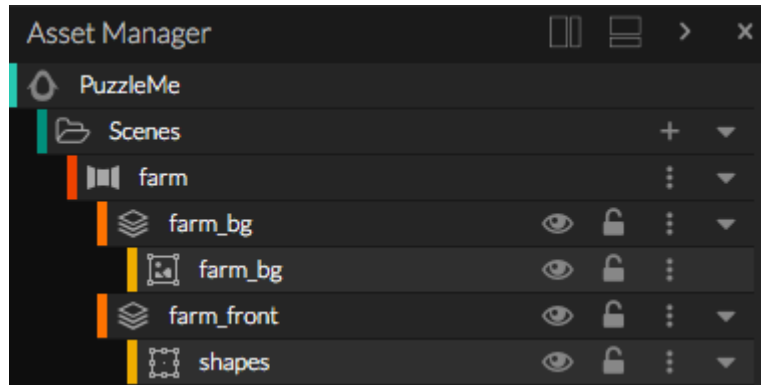 Asset Manager
PuzzleMe
Scenes
farm
farm_bg
farm_bg
farm_front
shapes